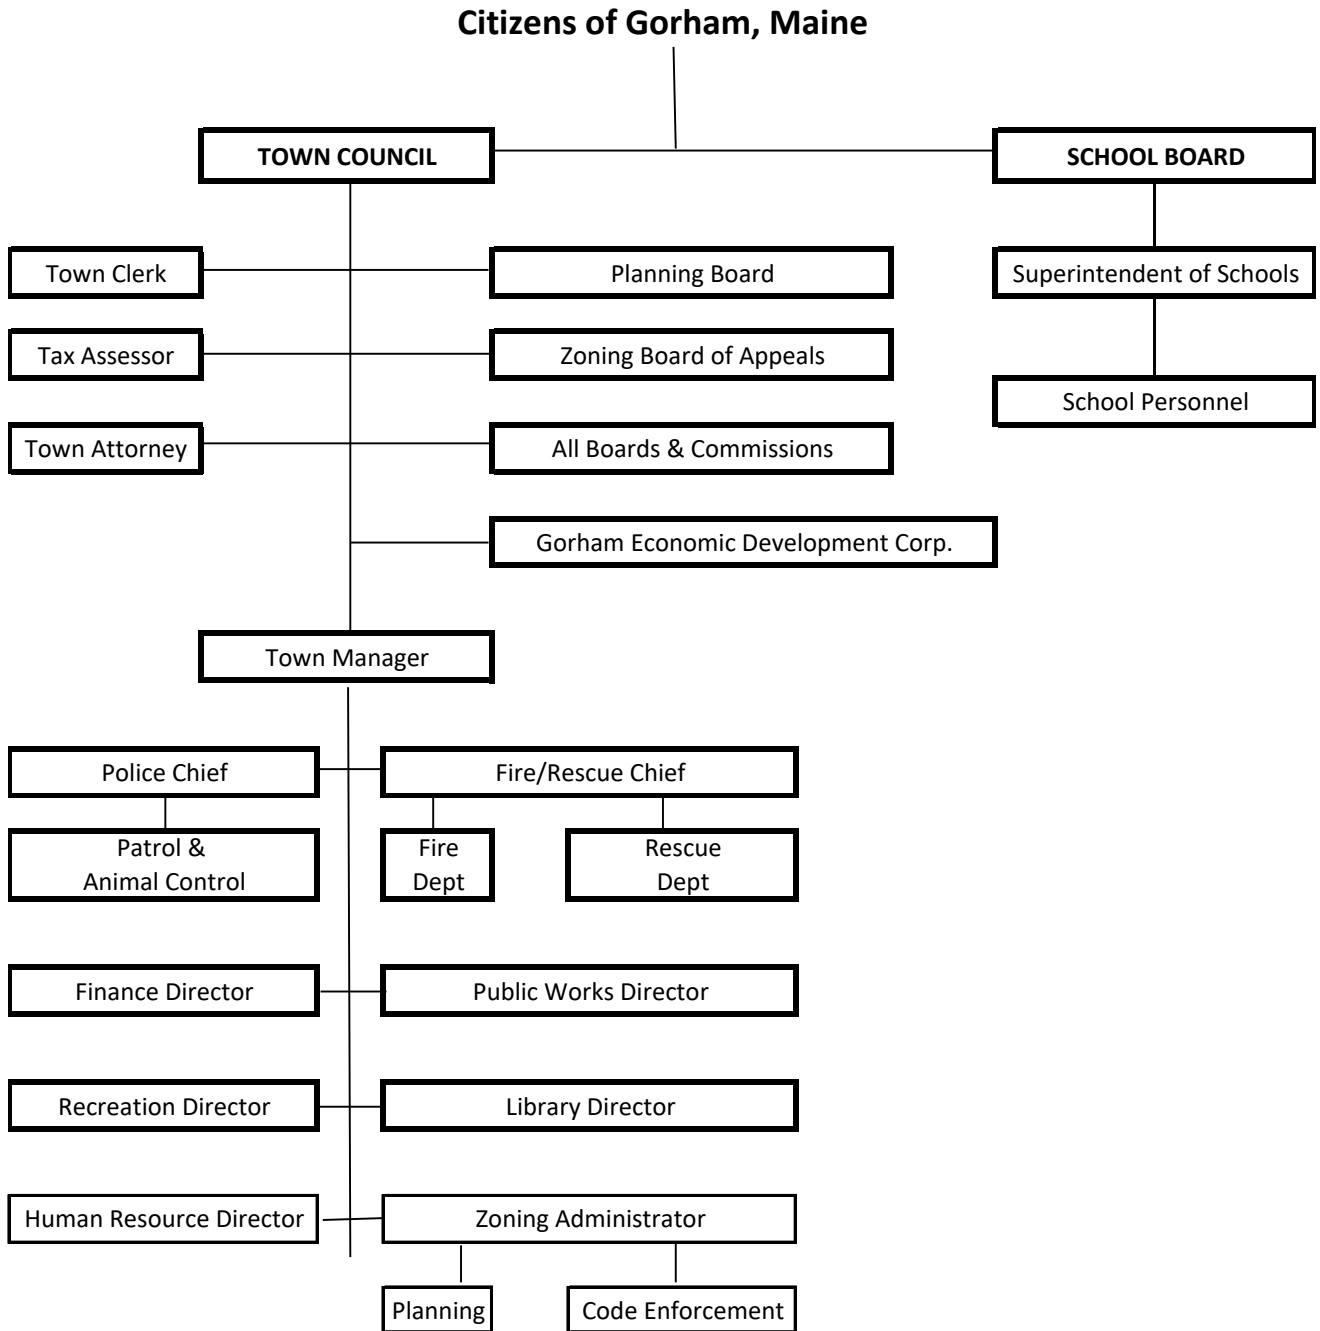 Citizens of Gorham, Maine
TOWN COUNCIL
SCHOOL BOARD
Town Clerk
Planning Board
Superintendent of Schools
Tax Assessor
Zoning Board of Appeals
School Personnel
Town Attorney
All Boards & Commissions
Gorham Economic Development Corp.
Town Manager
Police Chief
Fire/Rescue Chief
Patrol &
Animal Control
Fire
Dept
Rescue
Dept
Finance Director
Public Works Director
Recreation Director
Library Director
Human Resource Director
Zoning Administrator
Planning
Code Enforcement